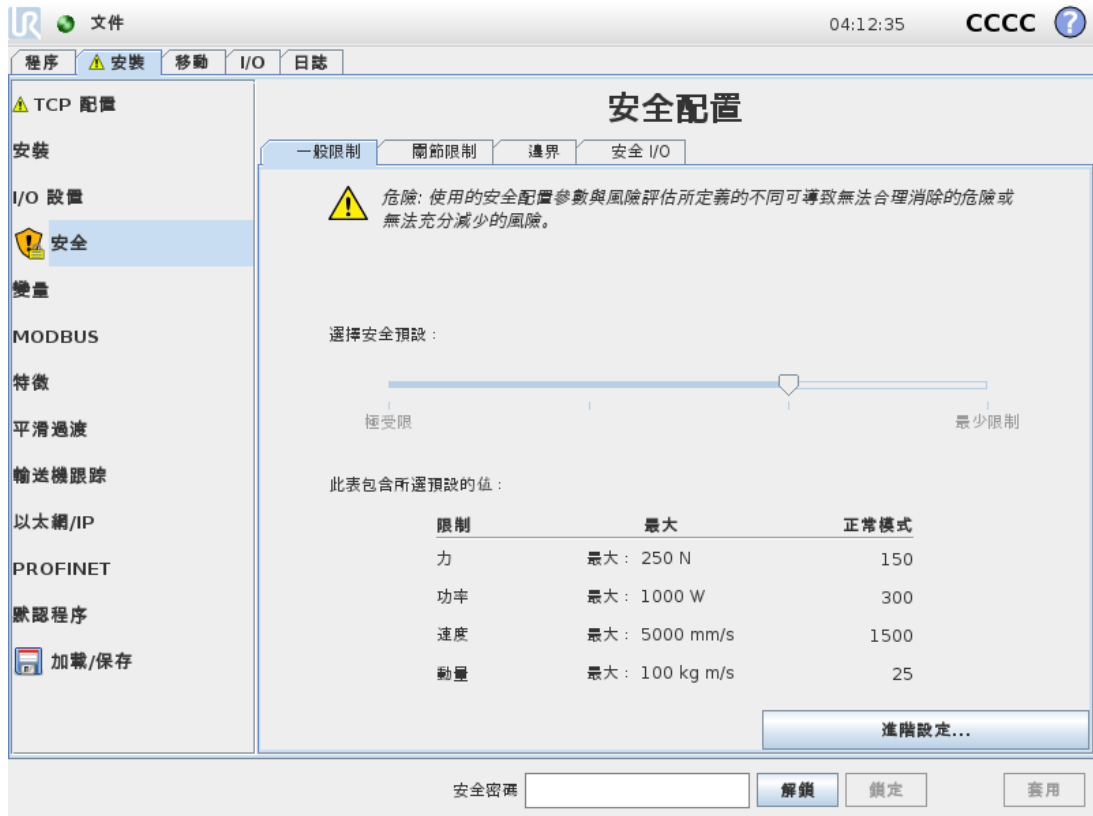 UR 文件 04:12:35 CCCC ?
程序 安裝 移動 I/O 日誌
TCP 配置
安裝
I/O 設置
安全
變量
MODBUS
特徵
平滑過渡
輸送機跟踪
以太網/IP
PROFINET
默認程序
加載/保存
安全配置
一般限制 關節限制 邊界 安全 I/O
危險: 使用的安全配置參數與風險評估所定義的不同可導致無法合理消除的危險或
無法充分減少的風險。
選擇安全預設：
極受限 最少限制
此表包含所選預設的值：
限制 最大 正常模式
力 最大： 250 N 150
功率 最大： 1000 W 300
速度 最大： 5000 mm/s 1500
動量 最大： 100 kg m/s 25
進階設定...
安全密碼 解鎖 鎖定 套用